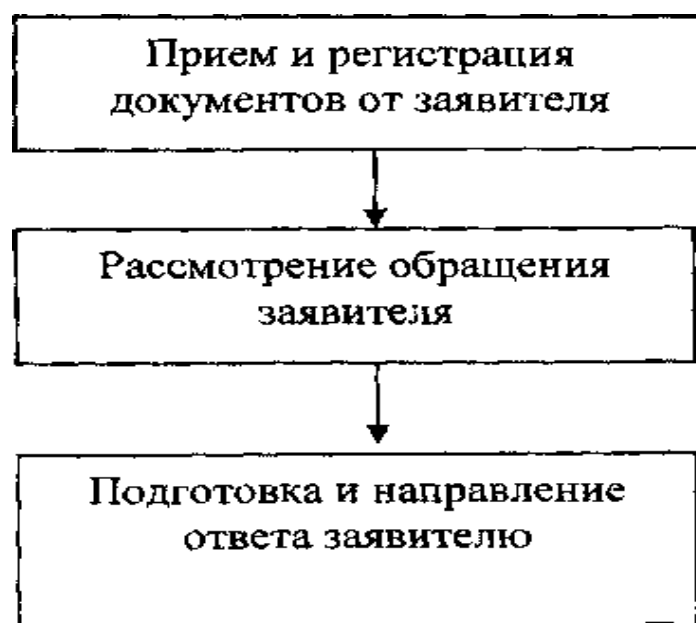 Прием и регистрация
документов от заявителя
Рассмотрение обращения
заявителя
Подготовка и направление
ответа заявителю